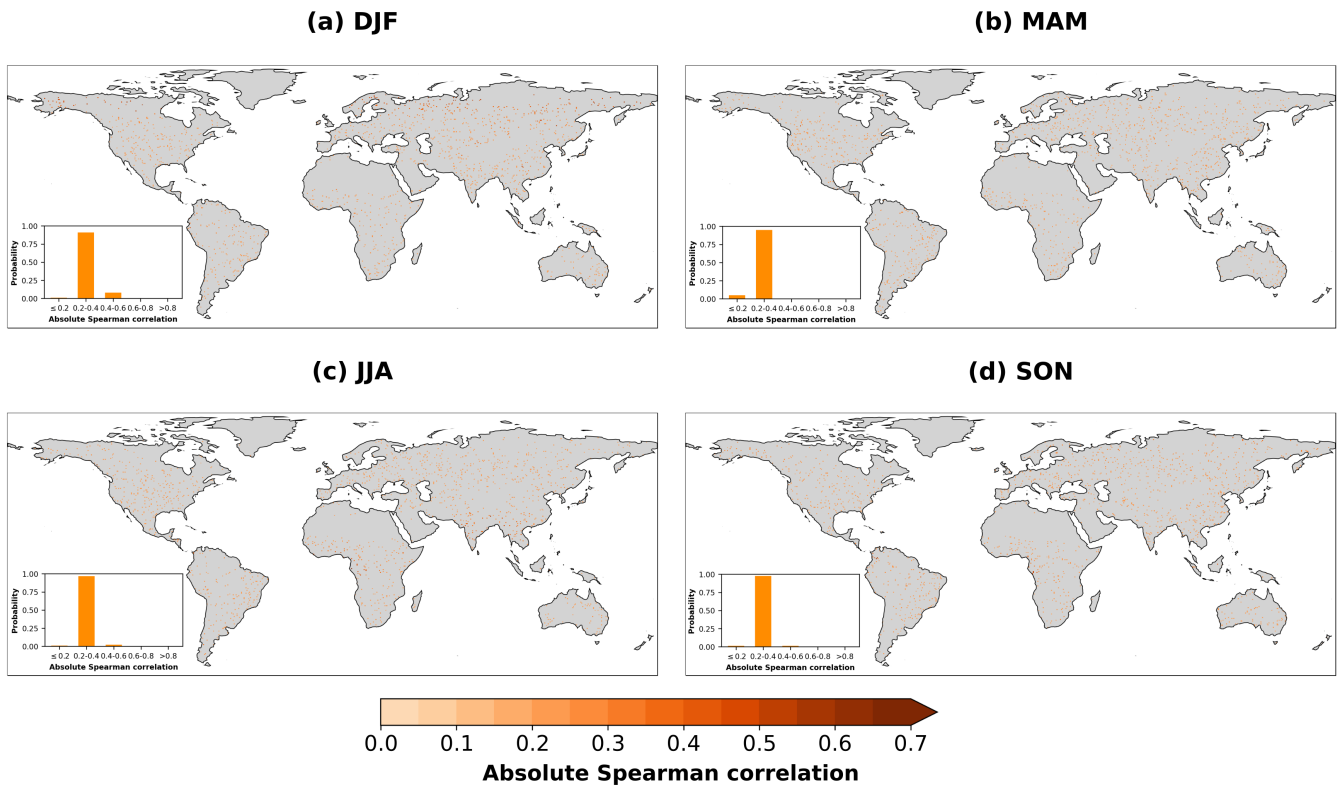 (a) DJF
(b) MAM
1.00
0.75
0.50
0.25
0.00
Probability
≤ 0.2 0.2-0.4 0.4-0.6 0.6-0.8 >0.8
Absolute Spearman correlation
1.00
0.75
0.50
0.25
0.00
Probability
≤ 0.2 0.2-0.4 0.4-0.6 0.6-0.8 >0.8
Absolute Spearman correlation
(c) JJA
(d) SON
1.00
0.75
0.50
0.25
0.00
Probability
≤ 0.2 0.2-0.4 0.4-0.6 0.6-0.8 >0.8
Absolute Spearman correlation
1.00
0.75
0.50
0.25
0.00
Probability
≤ 0.2 0.2-0.4 0.4-0.6 0.6-0.8 >0.8
Absolute Spearman correlation
0.0 0.1 0.2 0.3 0.4 0.5 0.6 0.7
Absolute Spearman correlation